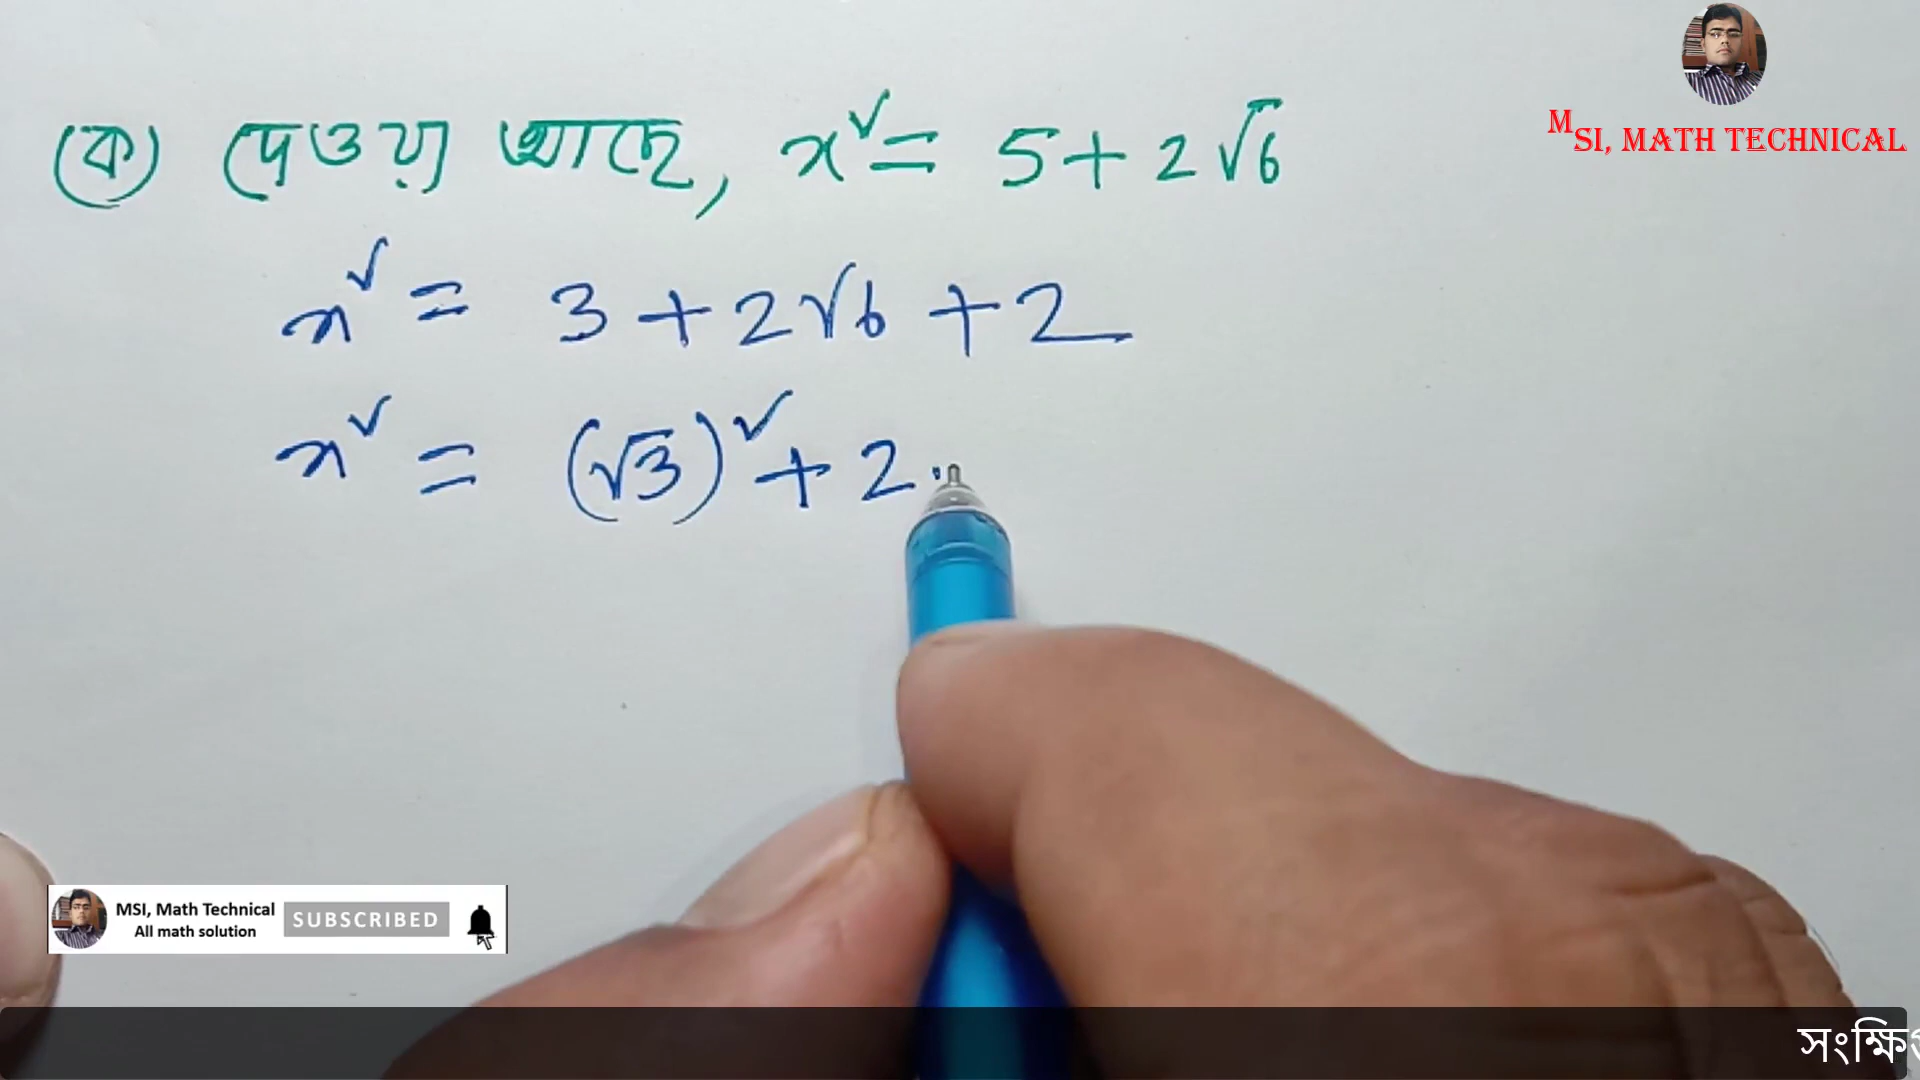 MSI, MATH TECHNICAL
(ক) দেওয়া আছে, x² = 5 + 2√6
x² = 3 + 2√6 + 2
x² = (√3)² + 2 .
MSI, Math Technical
All math solution
SUBSCRIBED